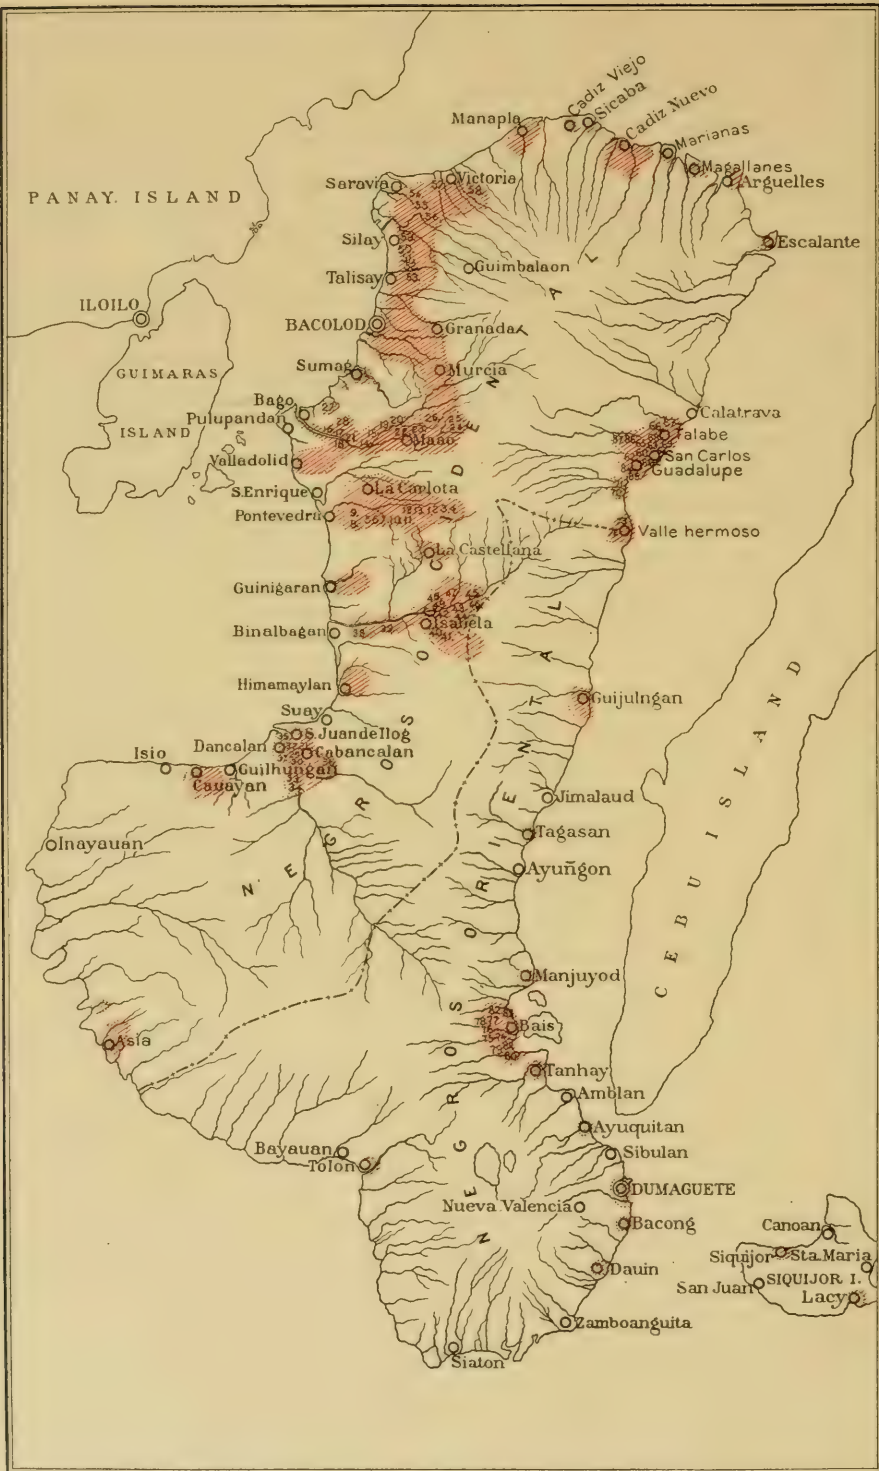 Cadiz Viejo
Sicaba
Manapla
Cadiz Nuevo
Marianas
Magallanes
Arguelles
Saravia
Victoria
PANAY. ISLAND
Silay
Escalante
Guimbalaon
Talisay
ILOILO
BACOLOD
Granada
GUIMARAS
ISLAND
Sumag
Murcia
Bago
Calatrava
Pulupandan
Talabe
Maao
San Carlos
Valladolid
Guadalupe
La Carlota
S.Enrique
Pontevedra
Valle hermoso
La Castellana
Guinigaran
Isabela
Binalbagan
Himamaylan
Guijulngan
Suay
S.Juan de Ilog
Dancalan
Cabancalan
Isio
Guilhungan
Cauayan
Jimalaud
Tagasan
Inayauan
Ayuñgon
NEGROS OCCIDENTAL
CEBU ISLAND
Manjuyod
Bais
Asia
Tanhay
Amblan
NEGROS ORIENTAL
Ayuquitan
Bayauan
Sibulan
Tolon
DUMAGUETE
Nueva Valencia
Bacong
Canoan
Siquijor
Sta. Maria
Dauin
San Juan
SIQUIJOR I.
Lacy
Zamboanguita
Siaton